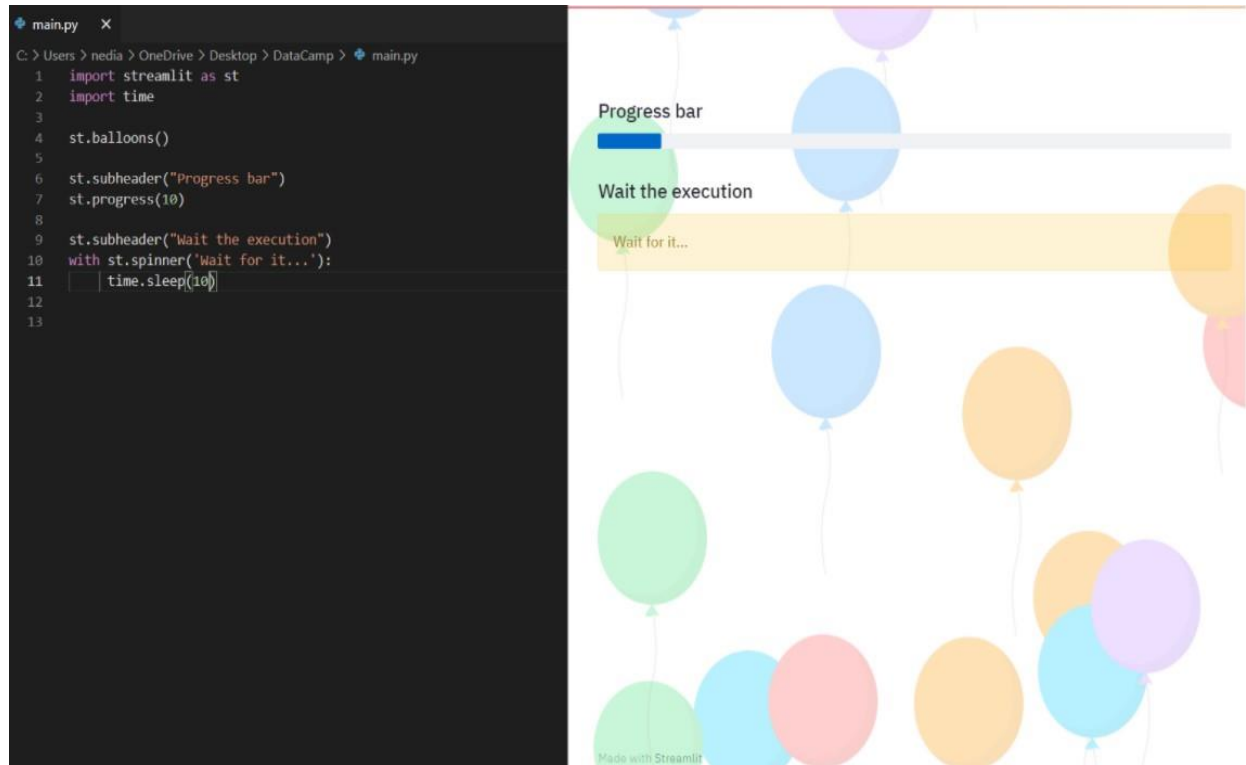 main.py X
C: > Users > nedia > OneDrive > Desktop > DataCamp > main.py
1 import streamlit as st
2 import time
3
4 st.balloons()
5
6 st.subheader("Progress bar")
7 st.progress(10)
8
9 st.subheader("Wait the execution")
10 with st.spinner('Wait for it...'):
11 time.sleep(10)
12
13
Progress bar
Wait the execution
Wait for it...
Made with Streamlit